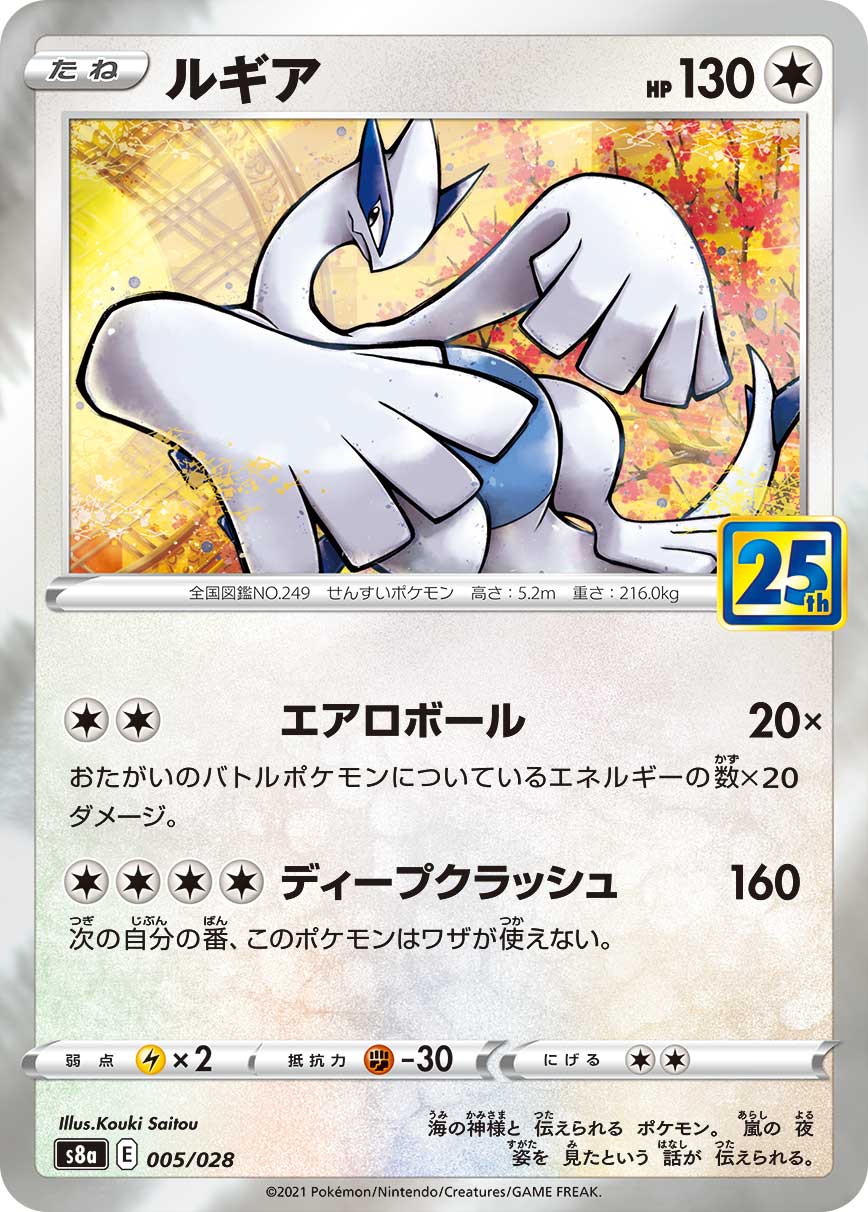 たね ルギア HP 130
全国図鑑NO.249 せんすいポケモン 高さ:5.2m 重さ:216.0kg
25th
エアロボール 20×
おたがいのバトルポケモンについているエネルギーの数×20
ダメージ。
ディープクラッシュ 160
次の自分の番、このポケモンはワザが使えない。
弱点 ×2 抵抗力 -30 にげる
Illus.Kouki Saitou
海の神様と 伝えられる ポケモン。 嵐の 夜
姿を 見たという 話が 伝えられる。
s8a E 005/028
©2021 Pokémon/Nintendo/Creatures/GAME FREAK.